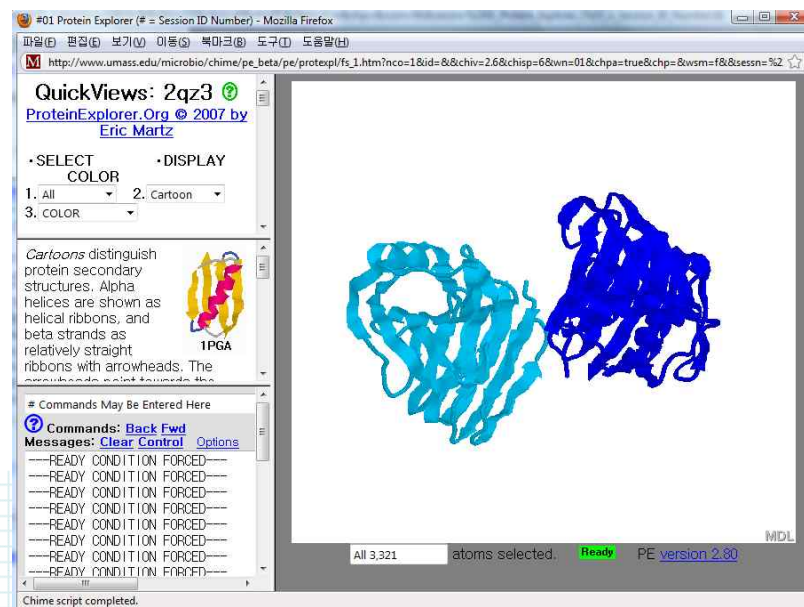 #01 Protein Explorer (# = Session ID Number) - Mozilla Firefox
파일(F) 편집(E) 보기(V) 이동(S) 북마크(B) 도구(T) 도움말(H)
M http://www.umass.edu/microbio/chime/pe_beta/pe/protexpl/fs_1.htm?nco=1&id=&&chiv=2.6&chisp=6&wn=01&chpa=true&chp=&wsm=f&&sessn=%2
QuickViews: 2qz3 ?
ProteinExplorer.Org © 2007 by
Eric Martz
·SELECT ·DISPLAY
COLOR
1. All 2. Cartoon
3. COLOR
Cartoons distinguish
protein secondary
structures. Alpha
helices are shown as
helical ribbons, and
beta strands as
relatively straight
ribbons with arrowheads. The
arrowheads point towards the
1PGA
# Commands May Be Entered Here
? Commands: Back Fwd
Messages: Clear Control Options
---READY CONDITION FORCED---
---READY CONDITION FORCED---
---READY CONDITION FORCED---
---READY CONDITION FORCED---
---READY CONDITION FORCED---
---READY CONDITION FORCED---
---READY CONDITION FORCED---
---READY CONDITION FORCED---
MDL
All 3,321 atoms selected. Ready PE version 2.80
Chime script completed.